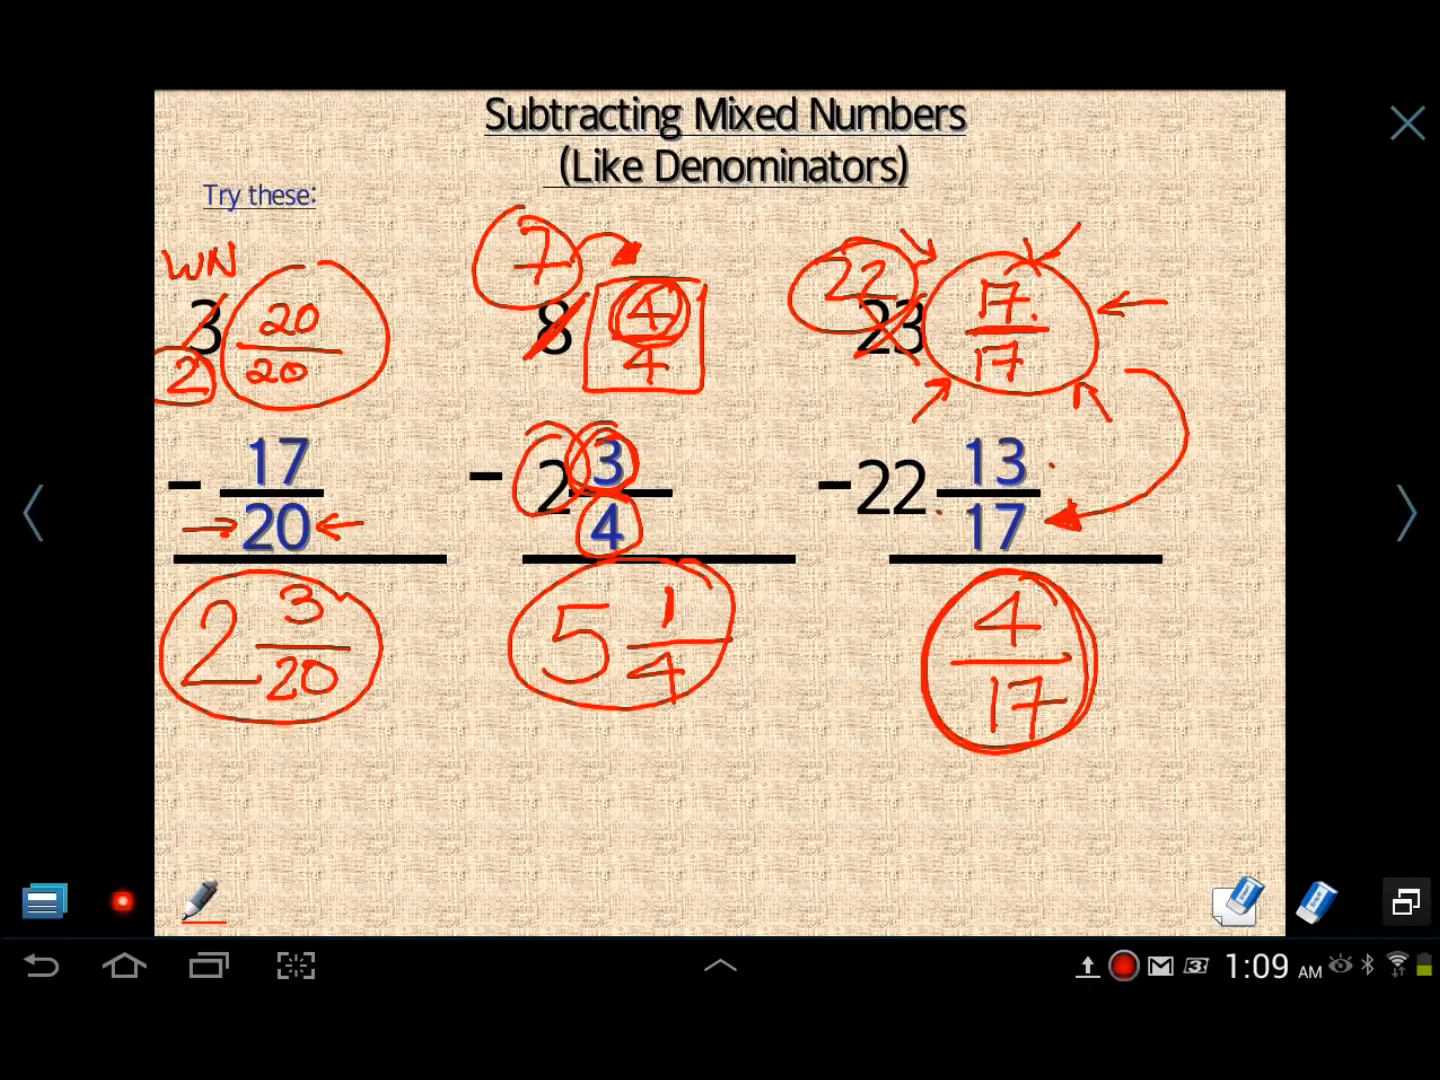 Subtracting Mixed Numbers
(Like Denominators)
Try these:
WN
3 20/20
2
- 17/20
2 3/20
7
8 4/4
- 2 3/4
5 1/4
22
23 17/17
- 22 13/17
4/17
1:09 AM